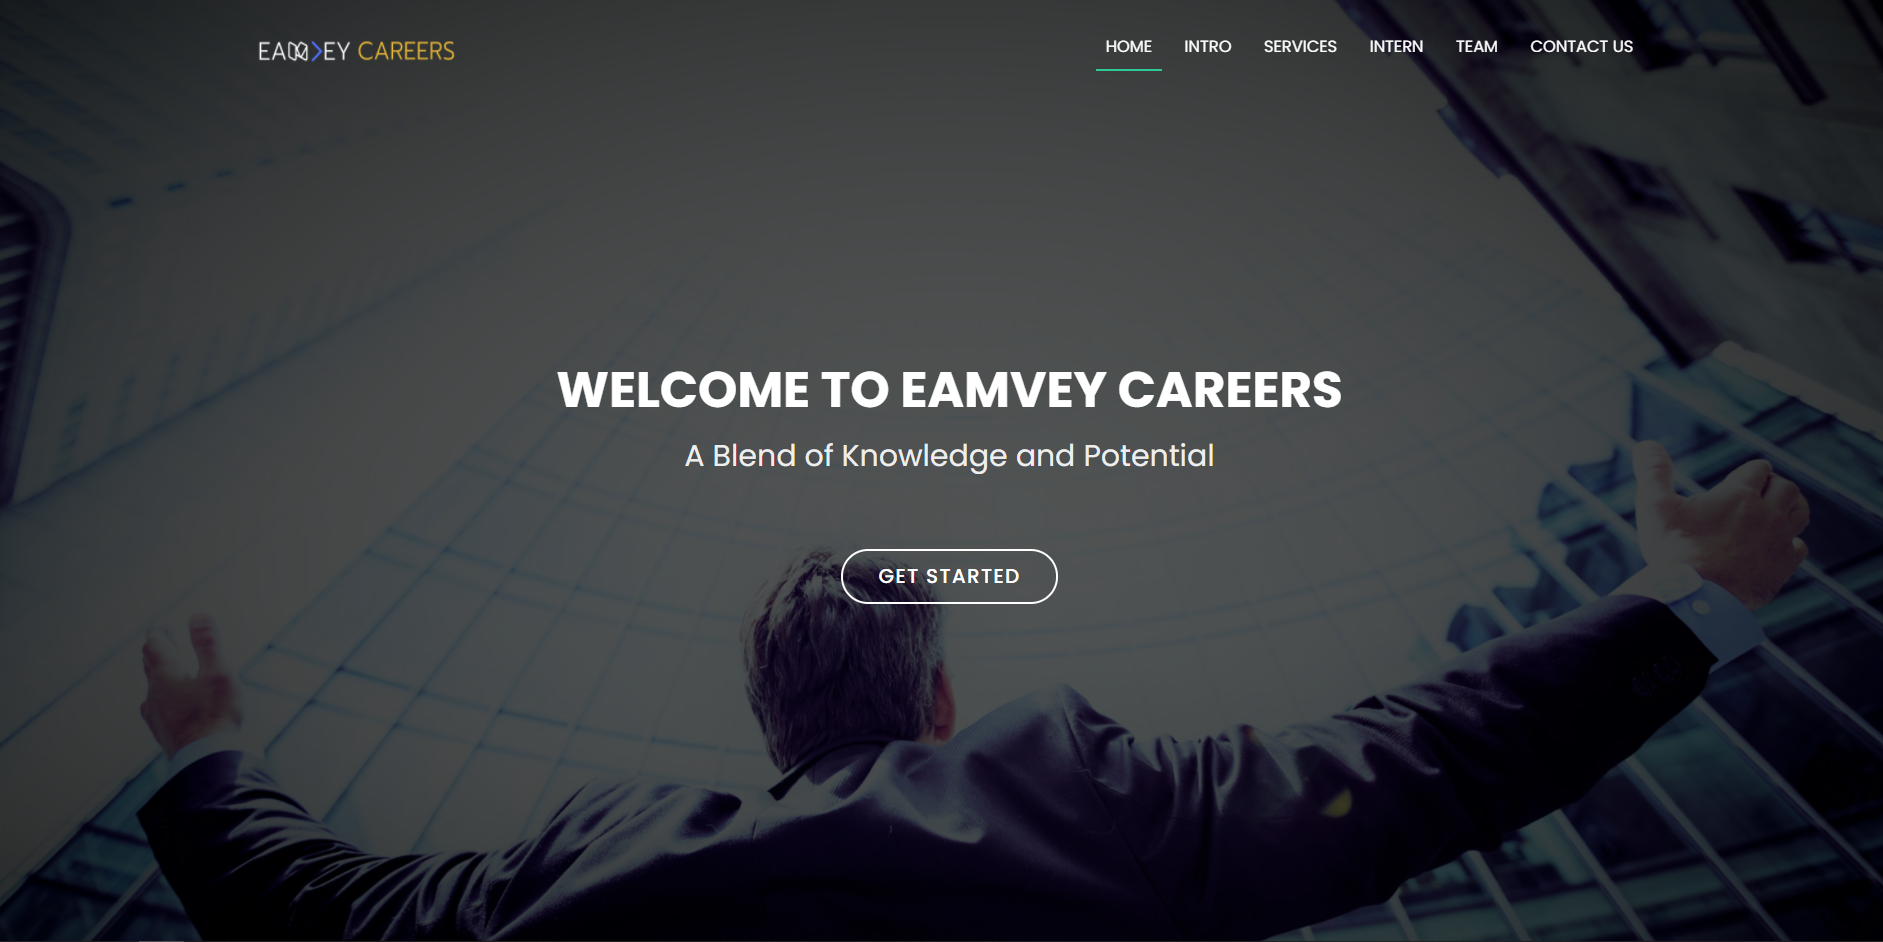 EAMVEY CAREERS
HOME INTRO SERVICES INTERN TEAM CONTACT US
WELCOME TO EAMVEY CAREERS
A Blend of Knowledge and Potential
GET STARTED